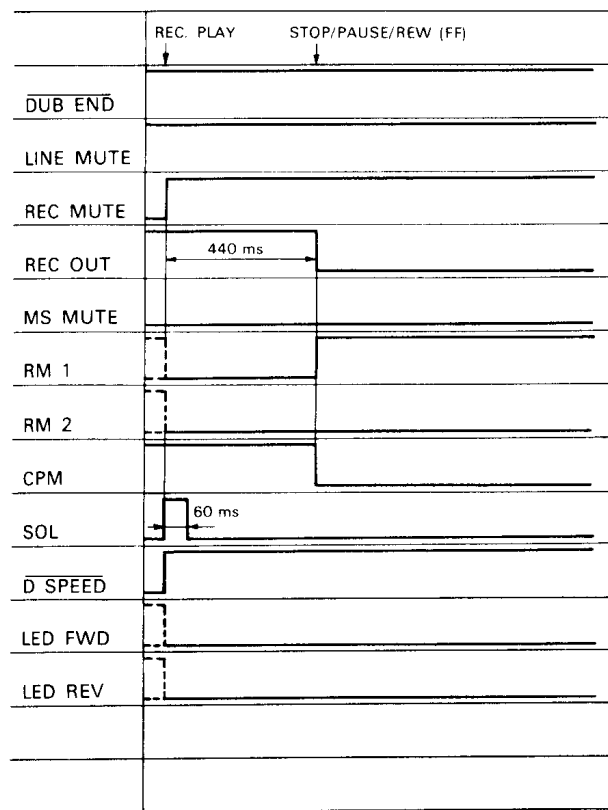 REC. PLAY STOP/PAUSE/REW (FF)
DUB END
LINE MUTE
REC MUTE
440 ms
REC OUT
MS MUTE
RM 1
RM 2
CPM
60 ms
SOL
D SPEED
LED FWD
LED REV